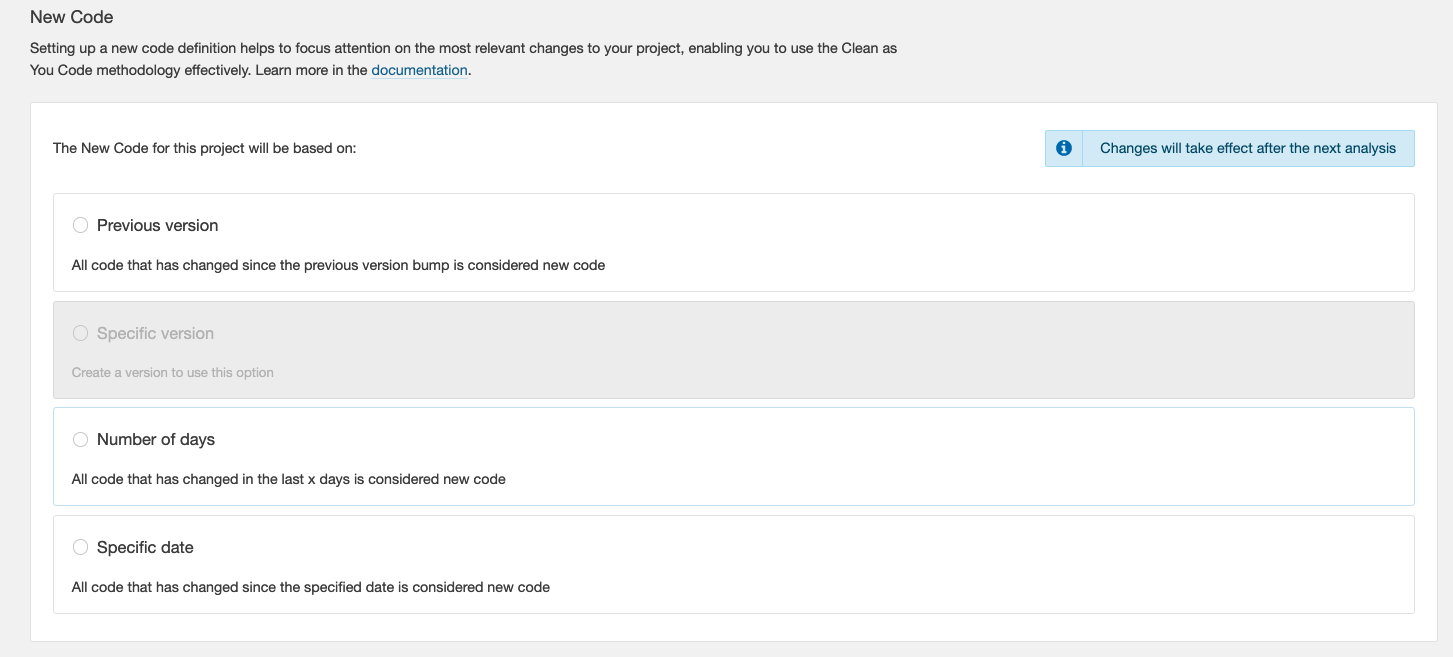 New Code
Setting up a new code definition helps to focus attention on the most relevant changes to your project, enabling you to use the Clean as
You Code methodology effectively. Learn more in the documentation.
The New Code for this project will be based on:
Changes will take effect after the next analysis
Previous version
All code that has changed since the previous version bump is considered new code
Specific version
Create a version to use this option
Number of days
All code that has changed in the last x days is considered new code
Specific date
All code that has changed since the specified date is considered new code